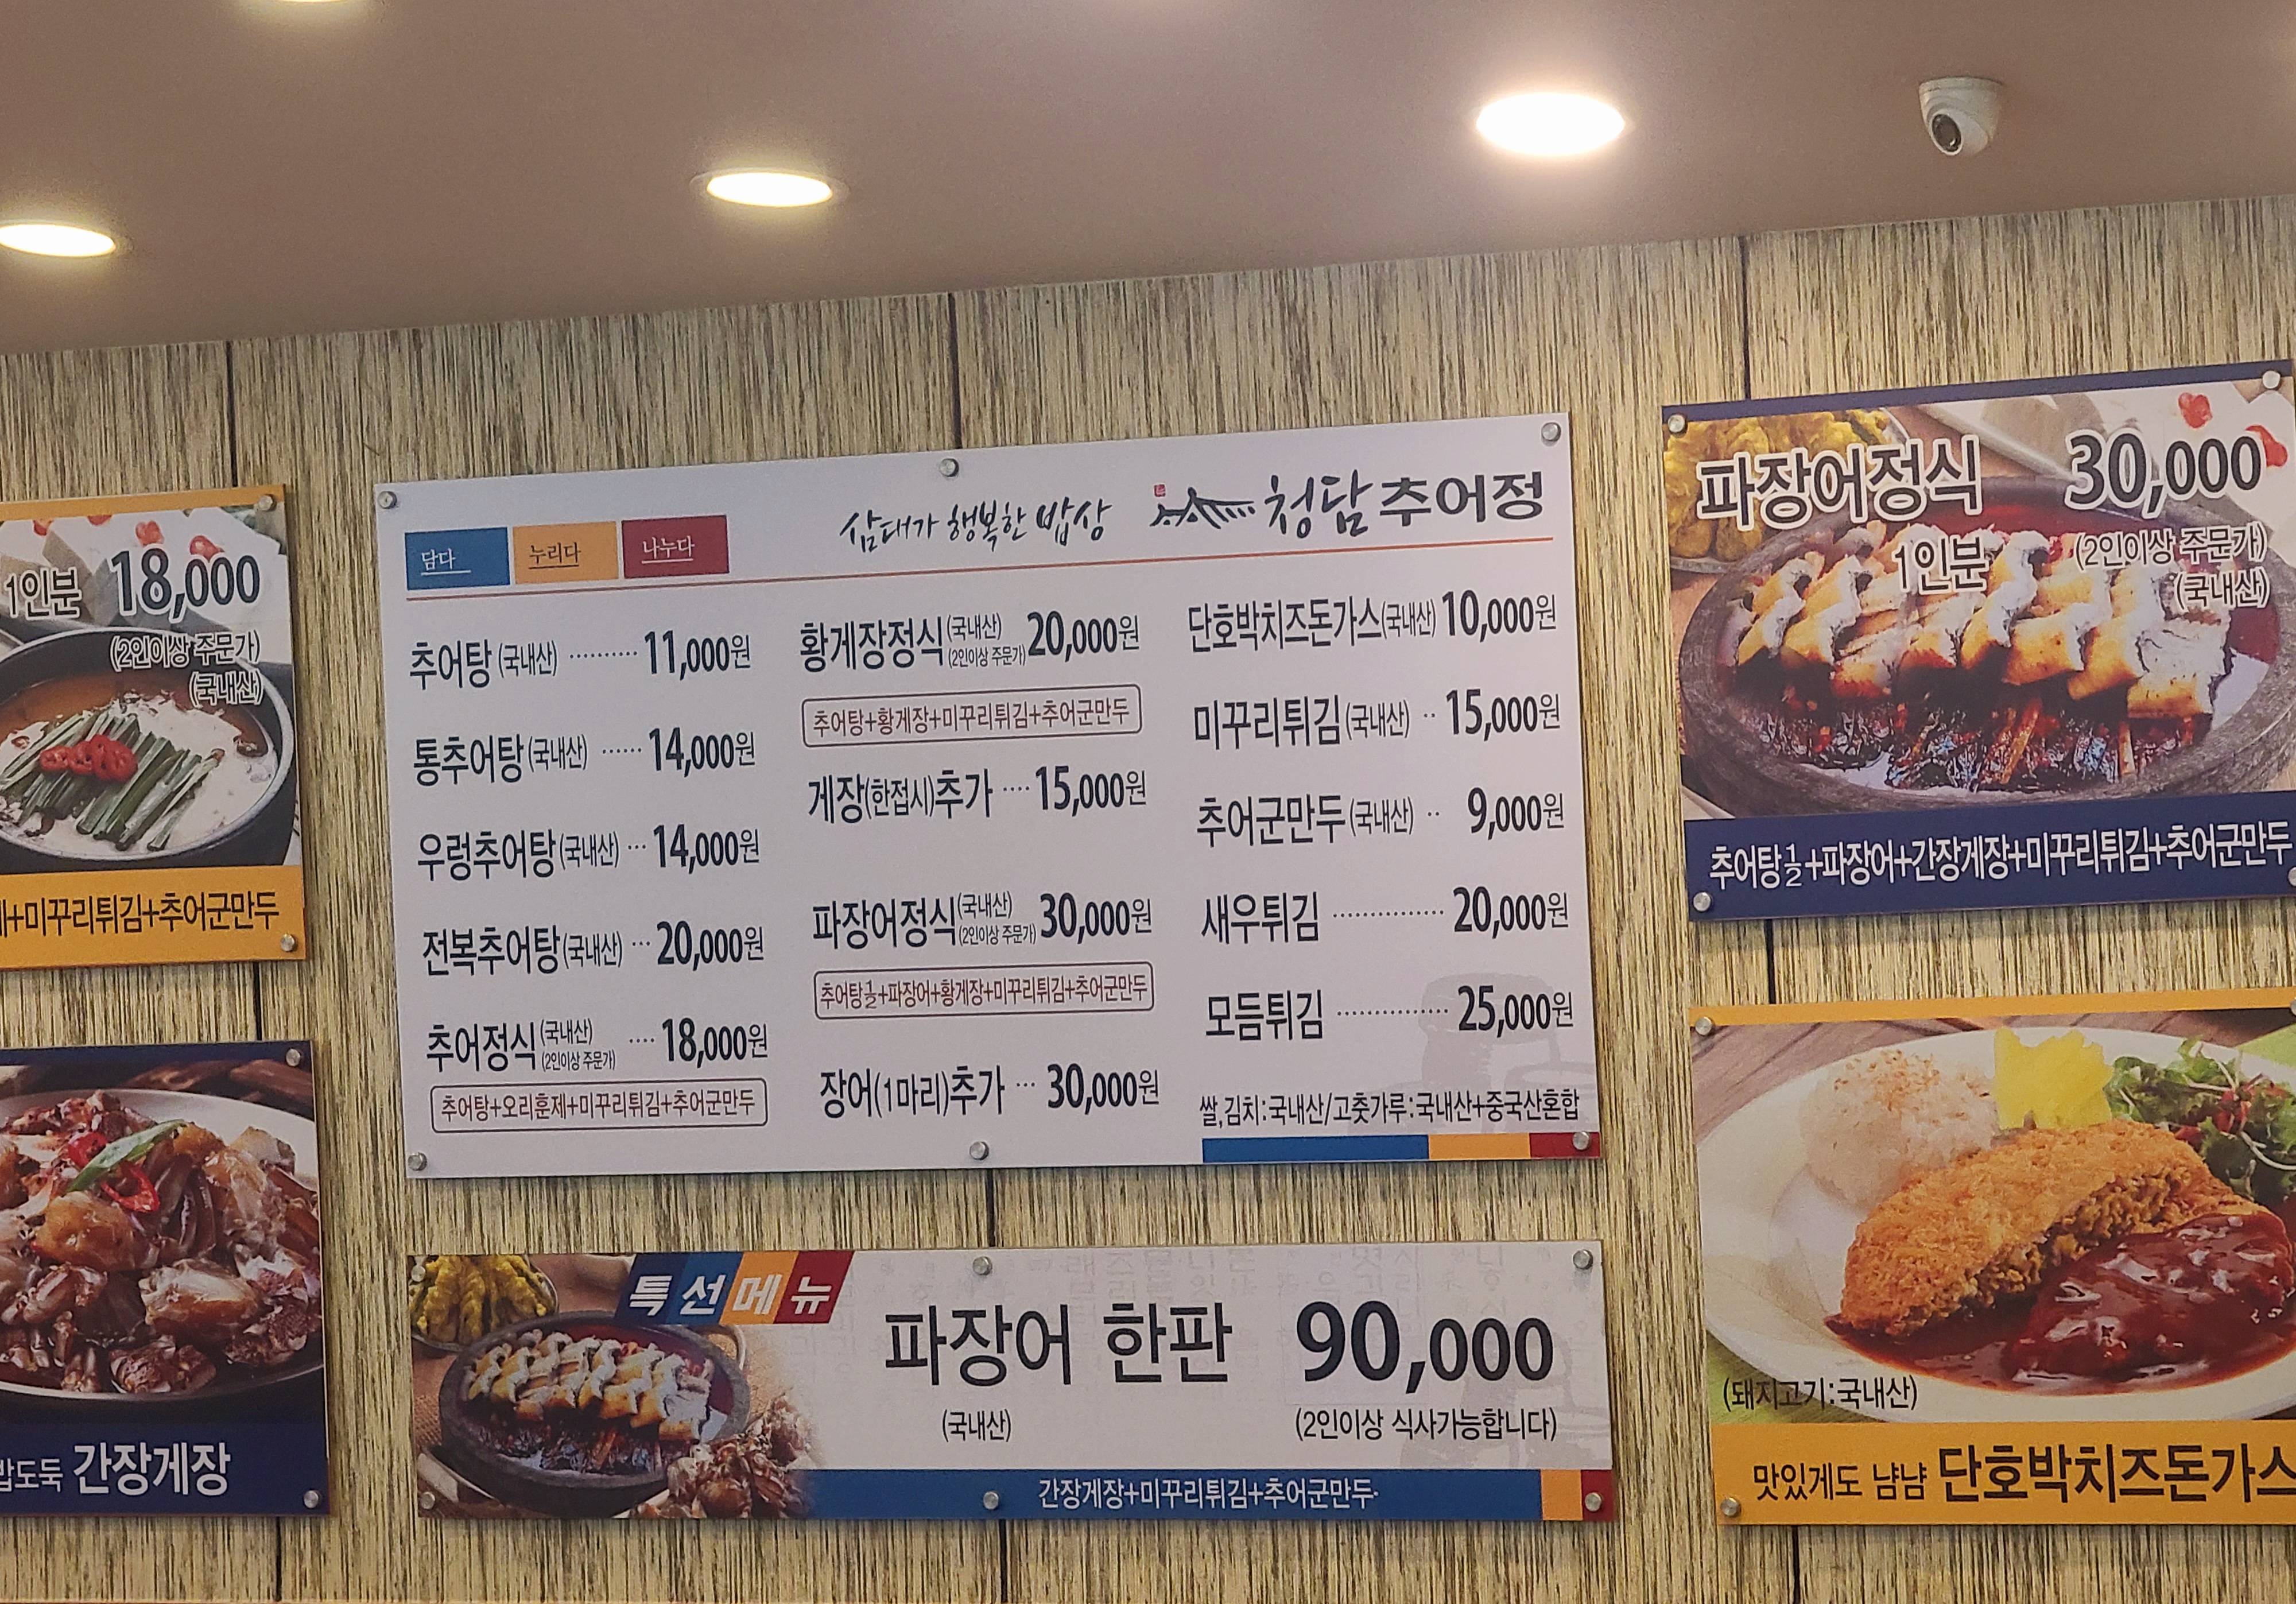 1인분 18,000
(2인이상 주문가)
(국내산)
+미꾸리튀김+추어군만두
밥도둑 간장게장
담다 누리다 나누다
삼대가 행복한 밥상 청담추어정
추어탕(국내산) ·········· 11,000원
통추어탕(국내산) ······ 14,000원
우렁추어탕(국내산) ··· 14,000원
전복추어탕(국내산) ··· 20,000원
추어정식(국내산)(2인이상 주문가) ···· 18,000원
추어탕+오리훈제+미꾸리튀김+추어군만두
황게장정식(국내산)(2인이상 주문가) 20,000원
추어탕+황게장+미꾸리튀김+추어군만두
게장(한접시)추가 ···· 15,000원
파장어정식(국내산)(2인이상 주문가) 30,000원
추어탕½+파장어+황게장+미꾸리튀김+추어군만두
장어(1마리)추가 ··· 30,000원
단호박치즈돈가스(국내산) 10,000원
미꾸리튀김(국내산) ·· 15,000원
추어군만두(국내산) ·· 9,000원
새우튀김 ················ 20,000원
모듬튀김 ················ 25,000원
쌀,김치:국내산/고춧가루:국내산+중국산혼합
특선메뉴
파장어 한판 90,000
(국내산) (2인이상 식사가능합니다)
간장게장+미꾸리튀김+추어군만두
파장어정식 30,000
1인분 (2인이상 주문가)
(국내산)
추어탕½+파장어+간장게장+미꾸리튀김+추어군만두
(돼지고기:국내산)
맛있게도 냠냠 단호박치즈돈가스